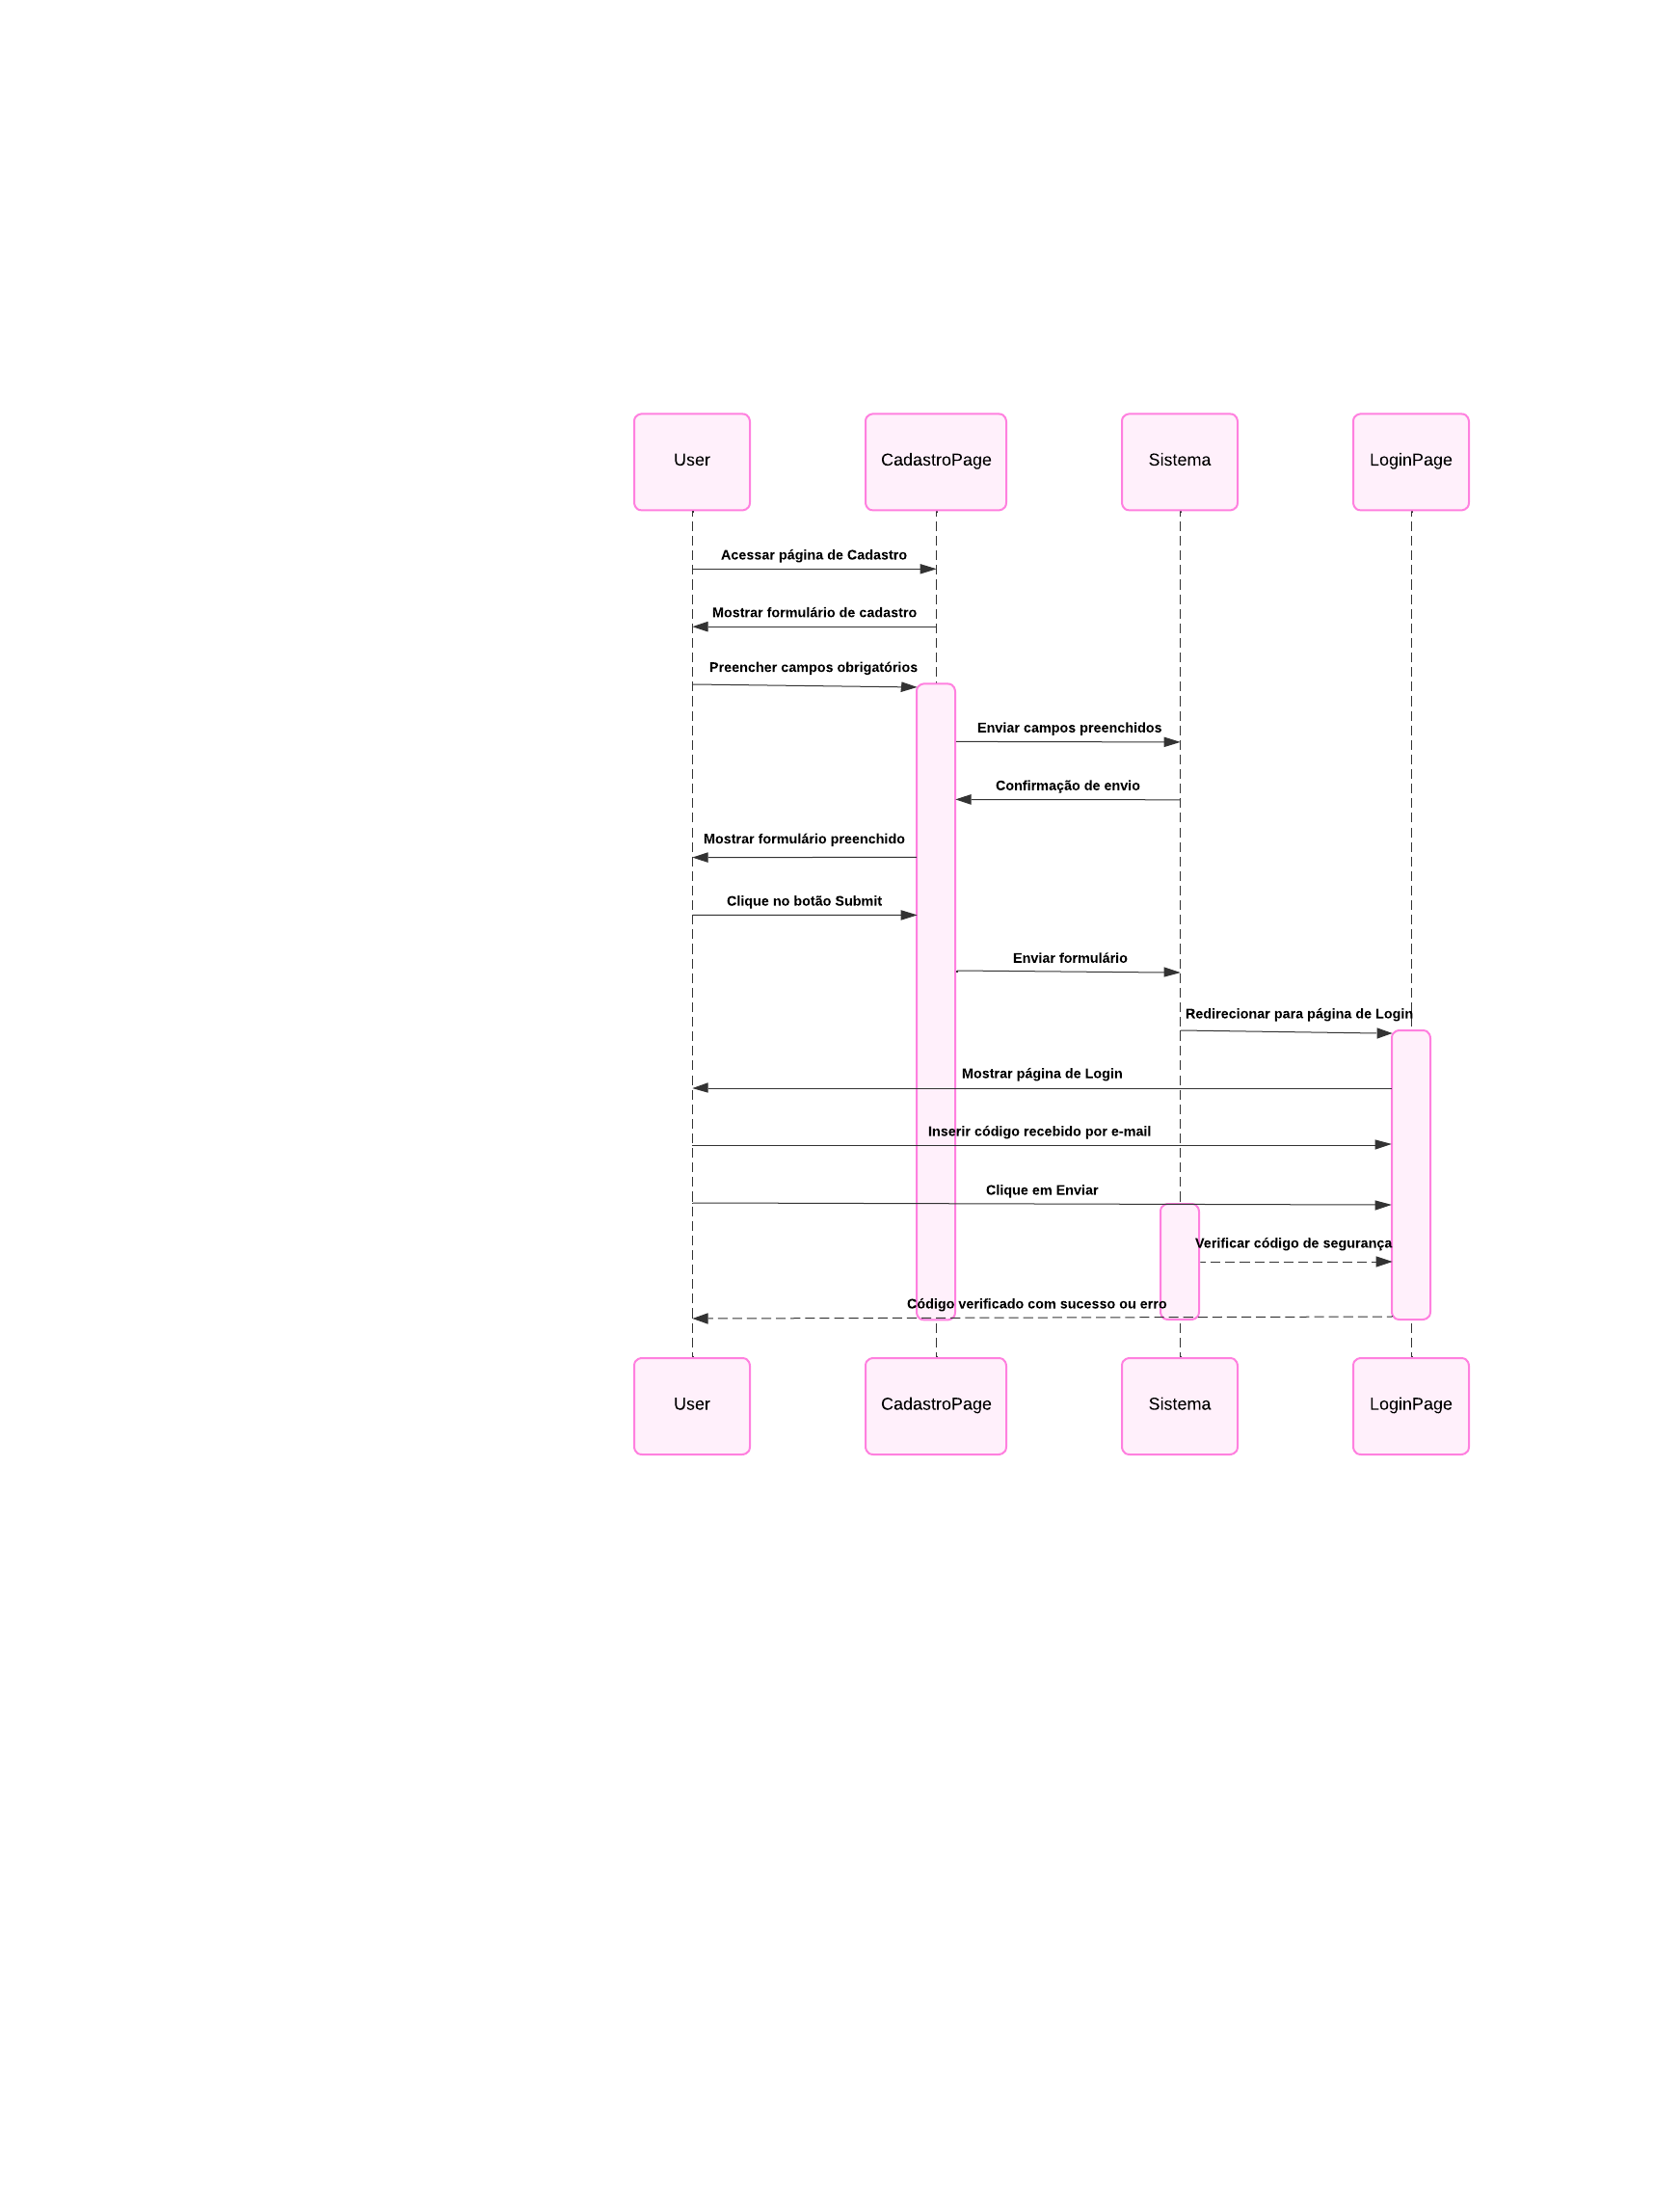 User
CadastroPage
Sistema
LoginPage
Acessar página de Cadastro
Mostrar formulário de cadastro
Preencher campos obrigatórios
Enviar campos preenchidos
Confirmação de envio
Mostrar formulário preenchido
Clique no botão Submit
Enviar formulário
Redirecionar para página de Login
Mostrar página de Login
Inserir código recebido por e-mail
Clique em Enviar
Verificar código de segurança
Código verificado com sucesso ou erro
User
CadastroPage
Sistema
LoginPage